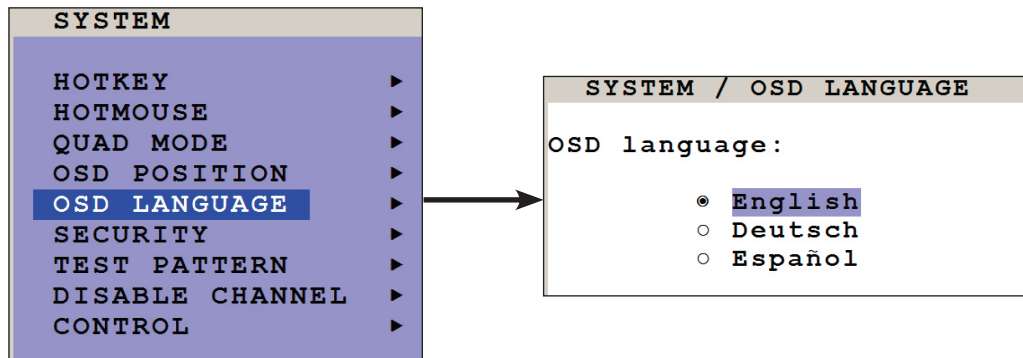 SYSTEM
HOTKEY ►
HOTMOUSE ►
QUAD MODE ►
OSD POSITION ►
OSD LANGUAGE ►
SECURITY ►
TEST PATTERN ►
DISABLE CHANNEL ►
CONTROL ►
SYSTEM / OSD LANGUAGE
OSD language:
◉ English
○ Deutsch
○ Español